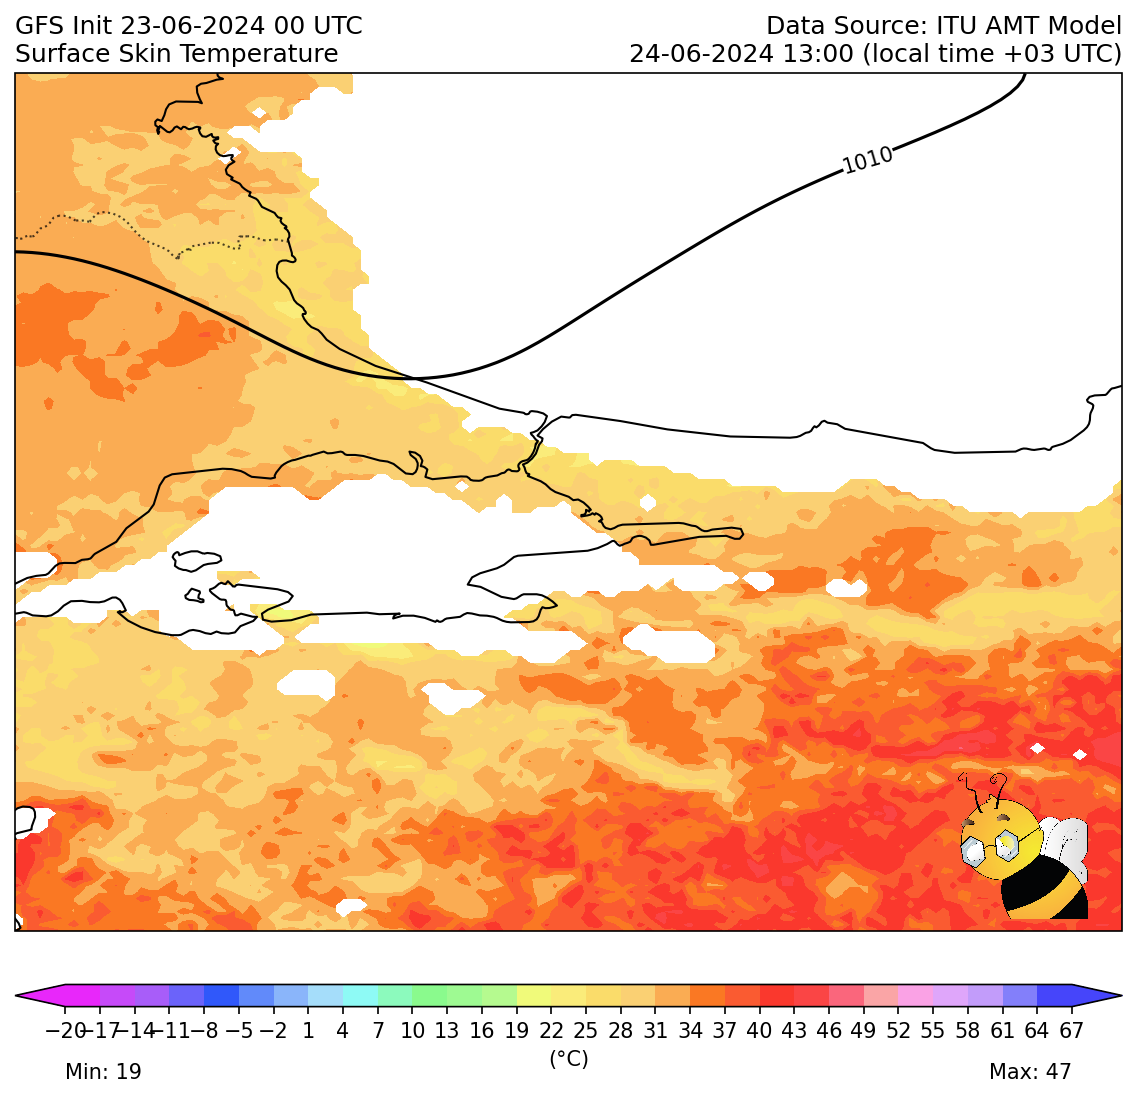 GFS Init 23-06-2024 00 UTC
Data Source: ITU AMT Model
Surface Skin Temperature
24-06-2024 13:00 (local time +03 UTC)
1010
−20 −17 −14 −11 −8 −5 −2 1 4 7 10 13 16 19 22 25 28 31 34 37 40 43 46 49 52 55 58 61 64 67
(°C)
Min: 19
Max: 47